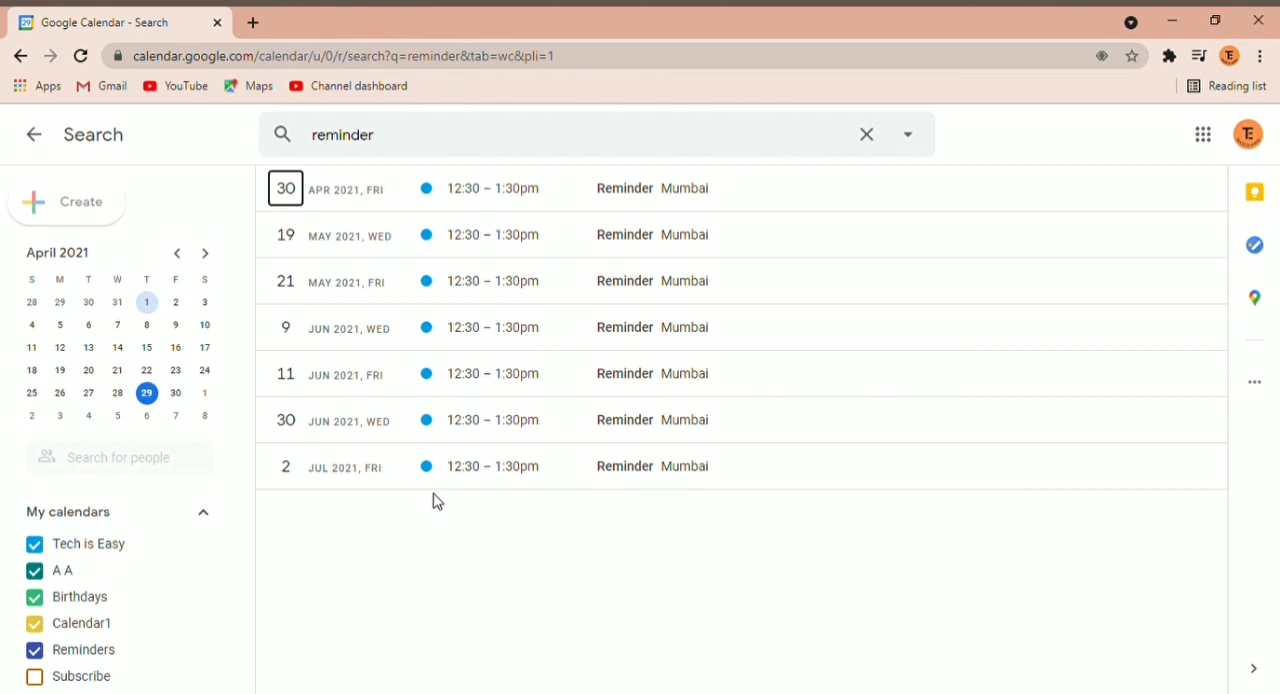 Google Calendar - Search
calendar.google.com/calendar/u/0/r/search?q=reminder&tab=wc&pli=1
Apps Gmail YouTube Maps Channel dashboard Reading list
Search reminder
Create
April 2021
S M T W T F S
28 29 30 31 1 2 3
4 5 6 7 8 9 10
11 12 13 14 15 16 17
18 19 20 21 22 23 24
25 26 27 28 29 30 1
2 3 4 5 6 7 8
Search for people
My calendars
Tech is Easy
A A
Birthdays
Calendar1
Reminders
Subscribe
30 APR 2021, FRI 12:30 – 1:30pm Reminder Mumbai
19 MAY 2021, WED 12:30 – 1:30pm Reminder Mumbai
21 MAY 2021, FRI 12:30 – 1:30pm Reminder Mumbai
9 JUN 2021, WED 12:30 – 1:30pm Reminder Mumbai
11 JUN 2021, FRI 12:30 – 1:30pm Reminder Mumbai
30 JUN 2021, WED 12:30 – 1:30pm Reminder Mumbai
2 JUL 2021, FRI 12:30 – 1:30pm Reminder Mumbai